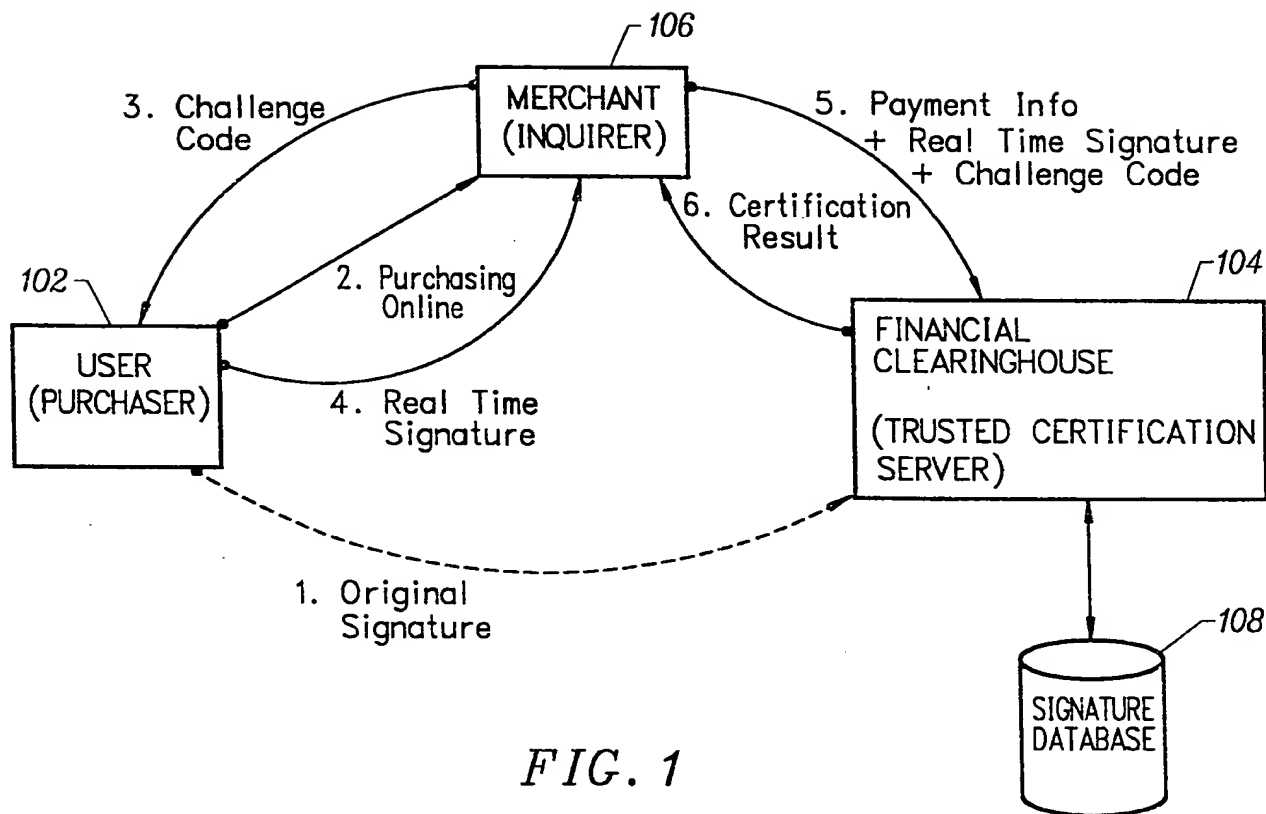 106
MERCHANT
(INQUIRER)
3. Challenge
Code
5. Payment Info
+ Real Time Signature
+ Challenge Code
6. Certification
Result
2. Purchasing
Online
102
USER
(PURCHASER)
4. Real Time
Signature
104
FINANCIAL
CLEARINGHOUSE
(TRUSTED CERTIFICATION
SERVER)
1. Original
Signature
108
SIGNATURE
DATABASE
FIG. 1